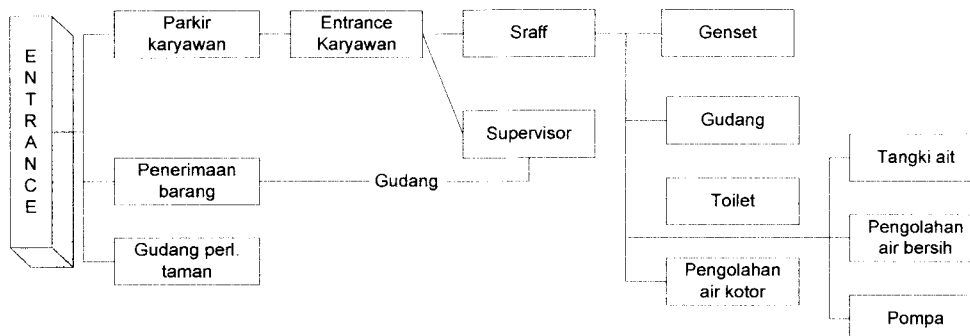 ENTRANCE
Parkir
karyawan
Entrance
Karyawan
Sraff
Genset
Gudang
Supervisor
Tangki ait
Penerimaan
barang
Gudang
Toilet
Pengolahan
air bersih
Gudang perl.
taman
Pengolahan
air kotor
Pompa